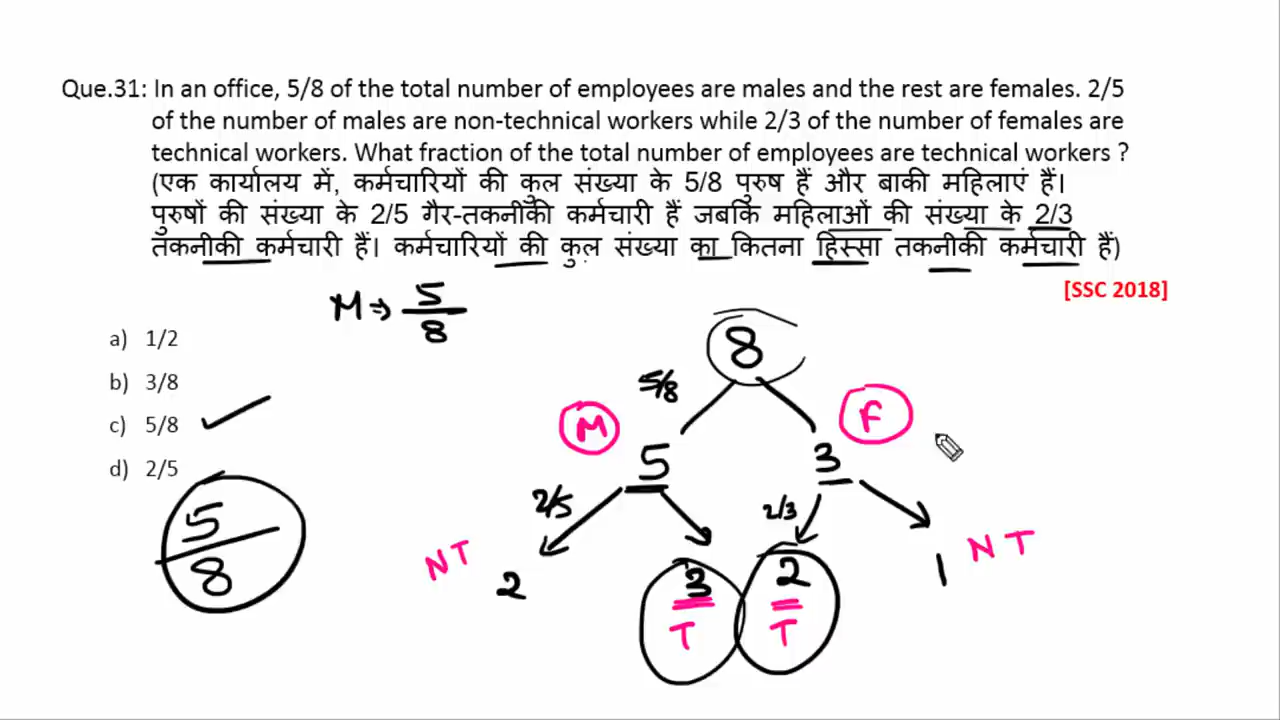 Que.31: In an office, 5/8 of the total number of employees are males and the rest are females. 2/5
of the number of males are non-technical workers while 2/3 of the number of females are
technical workers. What fraction of the total number of employees are technical workers ?
(एक कार्यालय में, कर्मचारियों की कुल संख्या के 5/8 पुरुष हैं और बाकी महिलाएं हैं।
पुरुषों की संख्या के 2/5 गैर-तकनीकी कर्मचारी हैं जबकि महिलाओं की संख्या के 2/3
तकनीकी कर्मचारी हैं। कर्मचारियों की कुल संख्या का कितना हिस्सा तकनीकी कर्मचारी हैं)
[SSC 2018]
M ⇒ 5/8
a) 1/2
b) 3/8
c) 5/8
d) 2/5
5/8
8
5/8
M F
5 3
2/5 2/3
NT 2 3 2 1 NT
T T